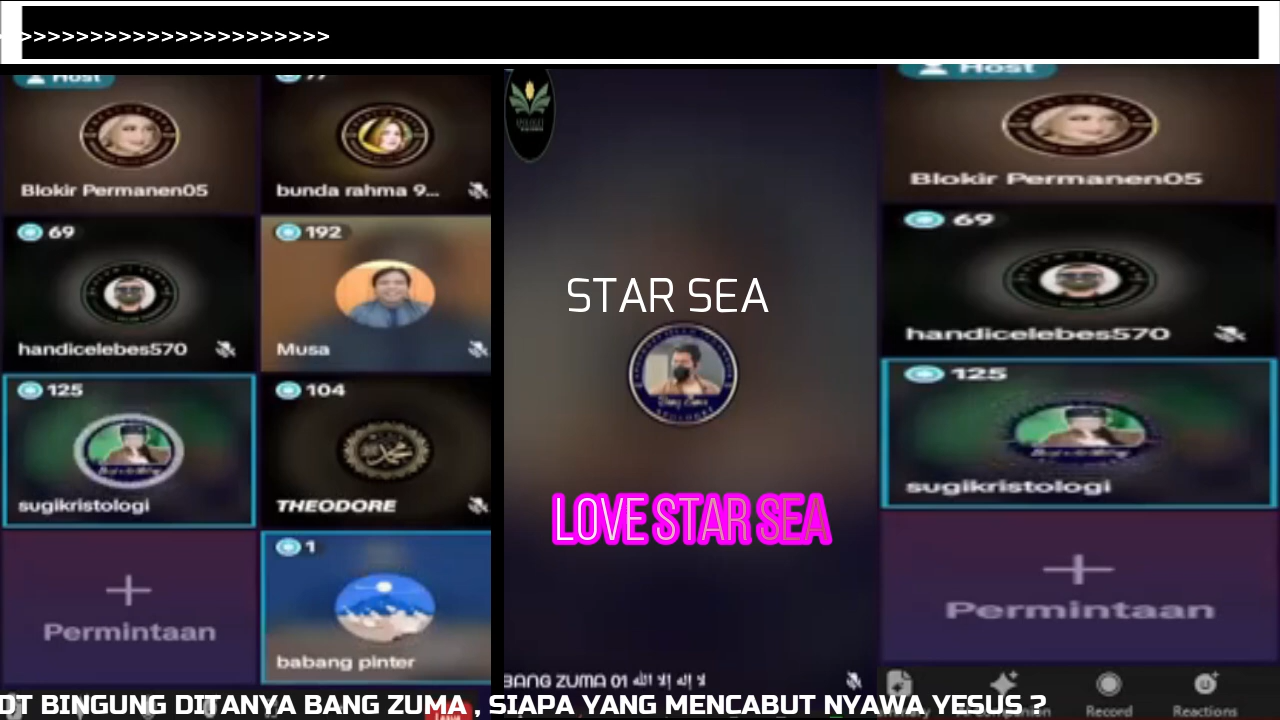 >>>>>>>>>>>>>>>>>>>>>>
Host
77
Blokir Permanen05
bunda rahma 9...
69
192
handicelebes570
Musa
125
104
sugikristologi
THEODORE
+
Permintaan
1
babang pinter
STAR SEA
LOVE STAR SEA
BANG ZUMA 01
Host
Blokir Permanen05
69
handicelebes570
125
sugikristologi
+
Permintaan
Record
Reactions
DT BINGUNG DITANYA BANG ZUMA , SIAPA YANG MENCABUT NYAWA YESUS ?